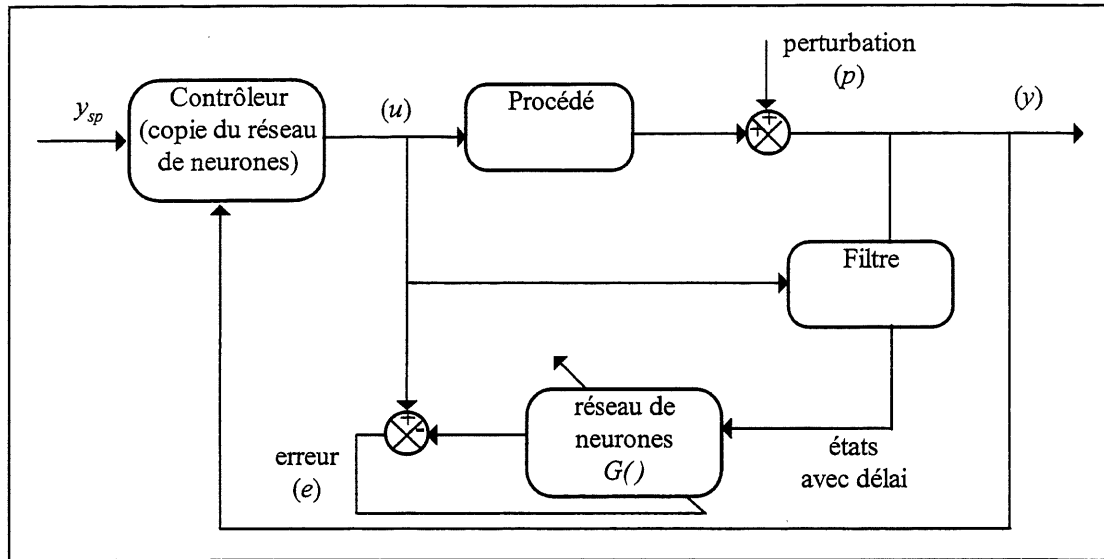 perturbation
(p)
y_sp
Contrôleur
(copie du réseau
de neurones)
(u)
Procédé
+
+
(y)
Filtre
+
-
réseau de
neurones
G()
erreur
(e)
états
avec délai